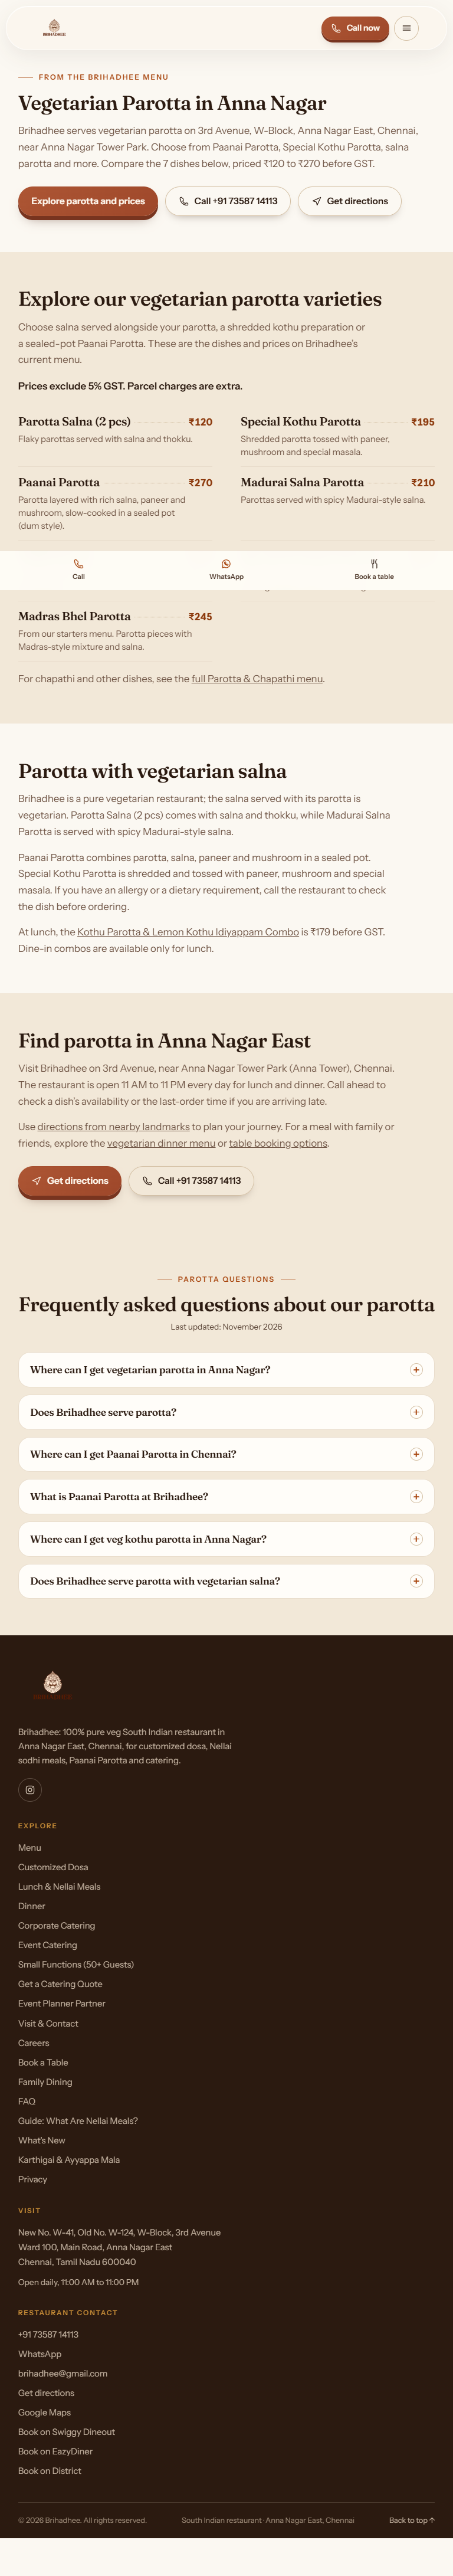 BRIHADHEE
Call now
FROM THE BRIHADHEE MENU
Vegetarian Parotta in Anna Nagar
Brihadhee serves vegetarian parotta on 3rd Avenue, W-Block, Anna Nagar East, Chennai,
near Anna Nagar Tower Park. Choose from Paanai Parotta, Special Kothu Parotta, salna
parotta and more. Compare the 7 dishes below, priced ₹120 to ₹270 before GST.
Explore parotta and prices
Call +91 73587 14113
Get directions
Explore our vegetarian parotta varieties
Choose salna served alongside your parotta, a shredded kothu preparation or
a sealed-pot Paanai Parotta. These are the dishes and prices on Brihadhee's
current menu.
Prices exclude 5% GST. Parcel charges are extra.
Parotta Salna (2 pcs) ₹120
Flaky parottas served with salna and thokku.
Special Kothu Parotta ₹195
Shredded parotta tossed with paneer,
mushroom and special masala.
Paanai Parotta ₹270
Parotta layered with rich salna, paneer and
mushroom, slow-cooked in a sealed pot
(dum style).
Madurai Salna Parotta ₹210
Parottas served with spicy Madurai-style salna.
Call
WhatsApp
Book a table
Madras Bhel Parotta ₹245
From our starters menu. Parotta pieces with
Madras-style mixture and salna.
For chapathi and other dishes, see the full Parotta & Chapathi menu.
Parotta with vegetarian salna
Brihadhee is a pure vegetarian restaurant; the salna served with its parotta is
vegetarian. Parotta Salna (2 pcs) comes with salna and thokku, while Madurai Salna
Parotta is served with spicy Madurai-style salna.
Paanai Parotta combines parotta, salna, paneer and mushroom in a sealed pot.
Special Kothu Parotta is shredded and tossed with paneer, mushroom and special
masala. If you have an allergy or a dietary requirement, call the restaurant to check
the dish before ordering.
At lunch, the Kothu Parotta & Lemon Kothu Idiyappam Combo is ₹179 before GST.
Dine-in combos are available only for lunch.
Find parotta in Anna Nagar East
Visit Brihadhee on 3rd Avenue, near Anna Nagar Tower Park (Anna Tower), Chennai.
The restaurant is open 11 AM to 11 PM every day for lunch and dinner. Call ahead to
check a dish's availability or the last-order time if you are arriving late.
Use directions from nearby landmarks to plan your journey. For a meal with family or
friends, explore the vegetarian dinner menu or table booking options.
Get directions
Call +91 73587 14113
PAROTTA QUESTIONS
Frequently asked questions about our parotta
Last updated: November 2026
Where can I get vegetarian parotta in Anna Nagar?
Does Brihadhee serve parotta?
Where can I get Paanai Parotta in Chennai?
What is Paanai Parotta at Brihadhee?
Where can I get veg kothu parotta in Anna Nagar?
Does Brihadhee serve parotta with vegetarian salna?
Brihadhee: 100% pure veg South Indian restaurant in
Anna Nagar East, Chennai, for customized dosa, Nellai
sodhi meals, Paanai Parotta and catering.
EXPLORE
Menu
Customized Dosa
Lunch & Nellai Meals
Dinner
Corporate Catering
Event Catering
Small Functions (50+ Guests)
Get a Catering Quote
Event Planner Partner
Visit & Contact
Careers
Book a Table
Family Dining
FAQ
Guide: What Are Nellai Meals?
What's New
Karthigai & Ayyappa Mala
Privacy
VISIT
New No. W-41, Old No. W-124, W-Block, 3rd Avenue
Ward 100, Main Road, Anna Nagar East
Chennai, Tamil Nadu 600040
Open daily, 11:00 AM to 11:00 PM
RESTAURANT CONTACT
+91 73587 14113
WhatsApp
brihadhee@gmail.com
Get directions
Google Maps
Book on Swiggy Dineout
Book on EazyDiner
Book on District
© 2026 Brihadhee. All rights reserved.
South Indian restaurant · Anna Nagar East, Chennai
Back to top ↑